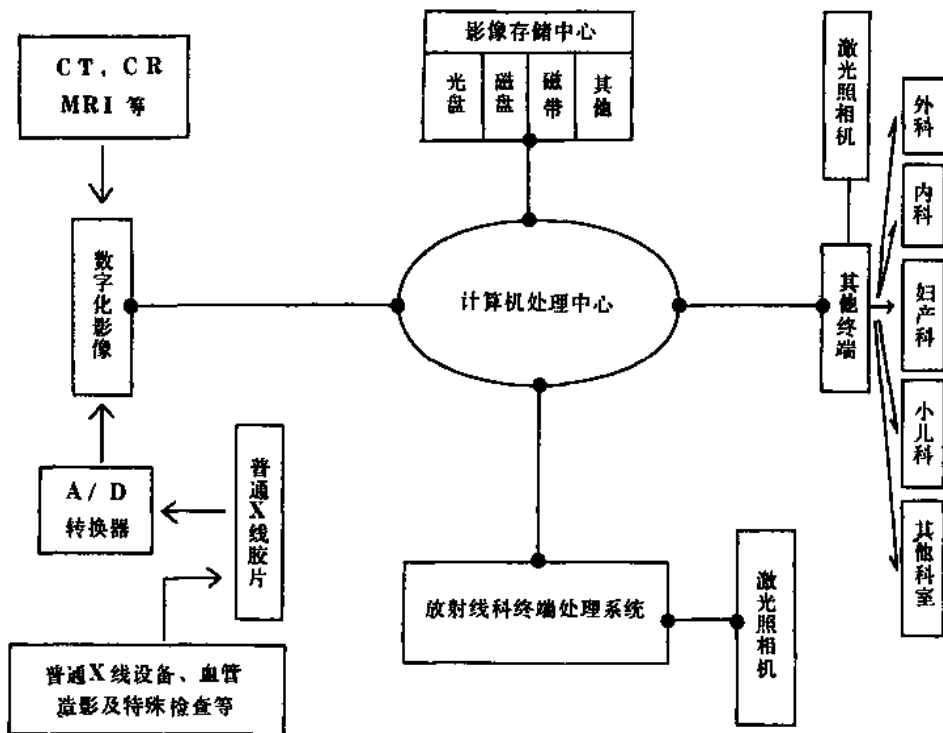 CT、CR
MRI 等
影像存储中心
光盘
磁盘
磁带
其他
激光照相机
外科
内科
妇产科
小儿科
其他科室
数字化影像
计算机处理中心
其他终端
A/D
转换器
普通X线胶片
放射线科终端处理系统
激光照相机
普通X线设备、血管
造影及特殊检查等